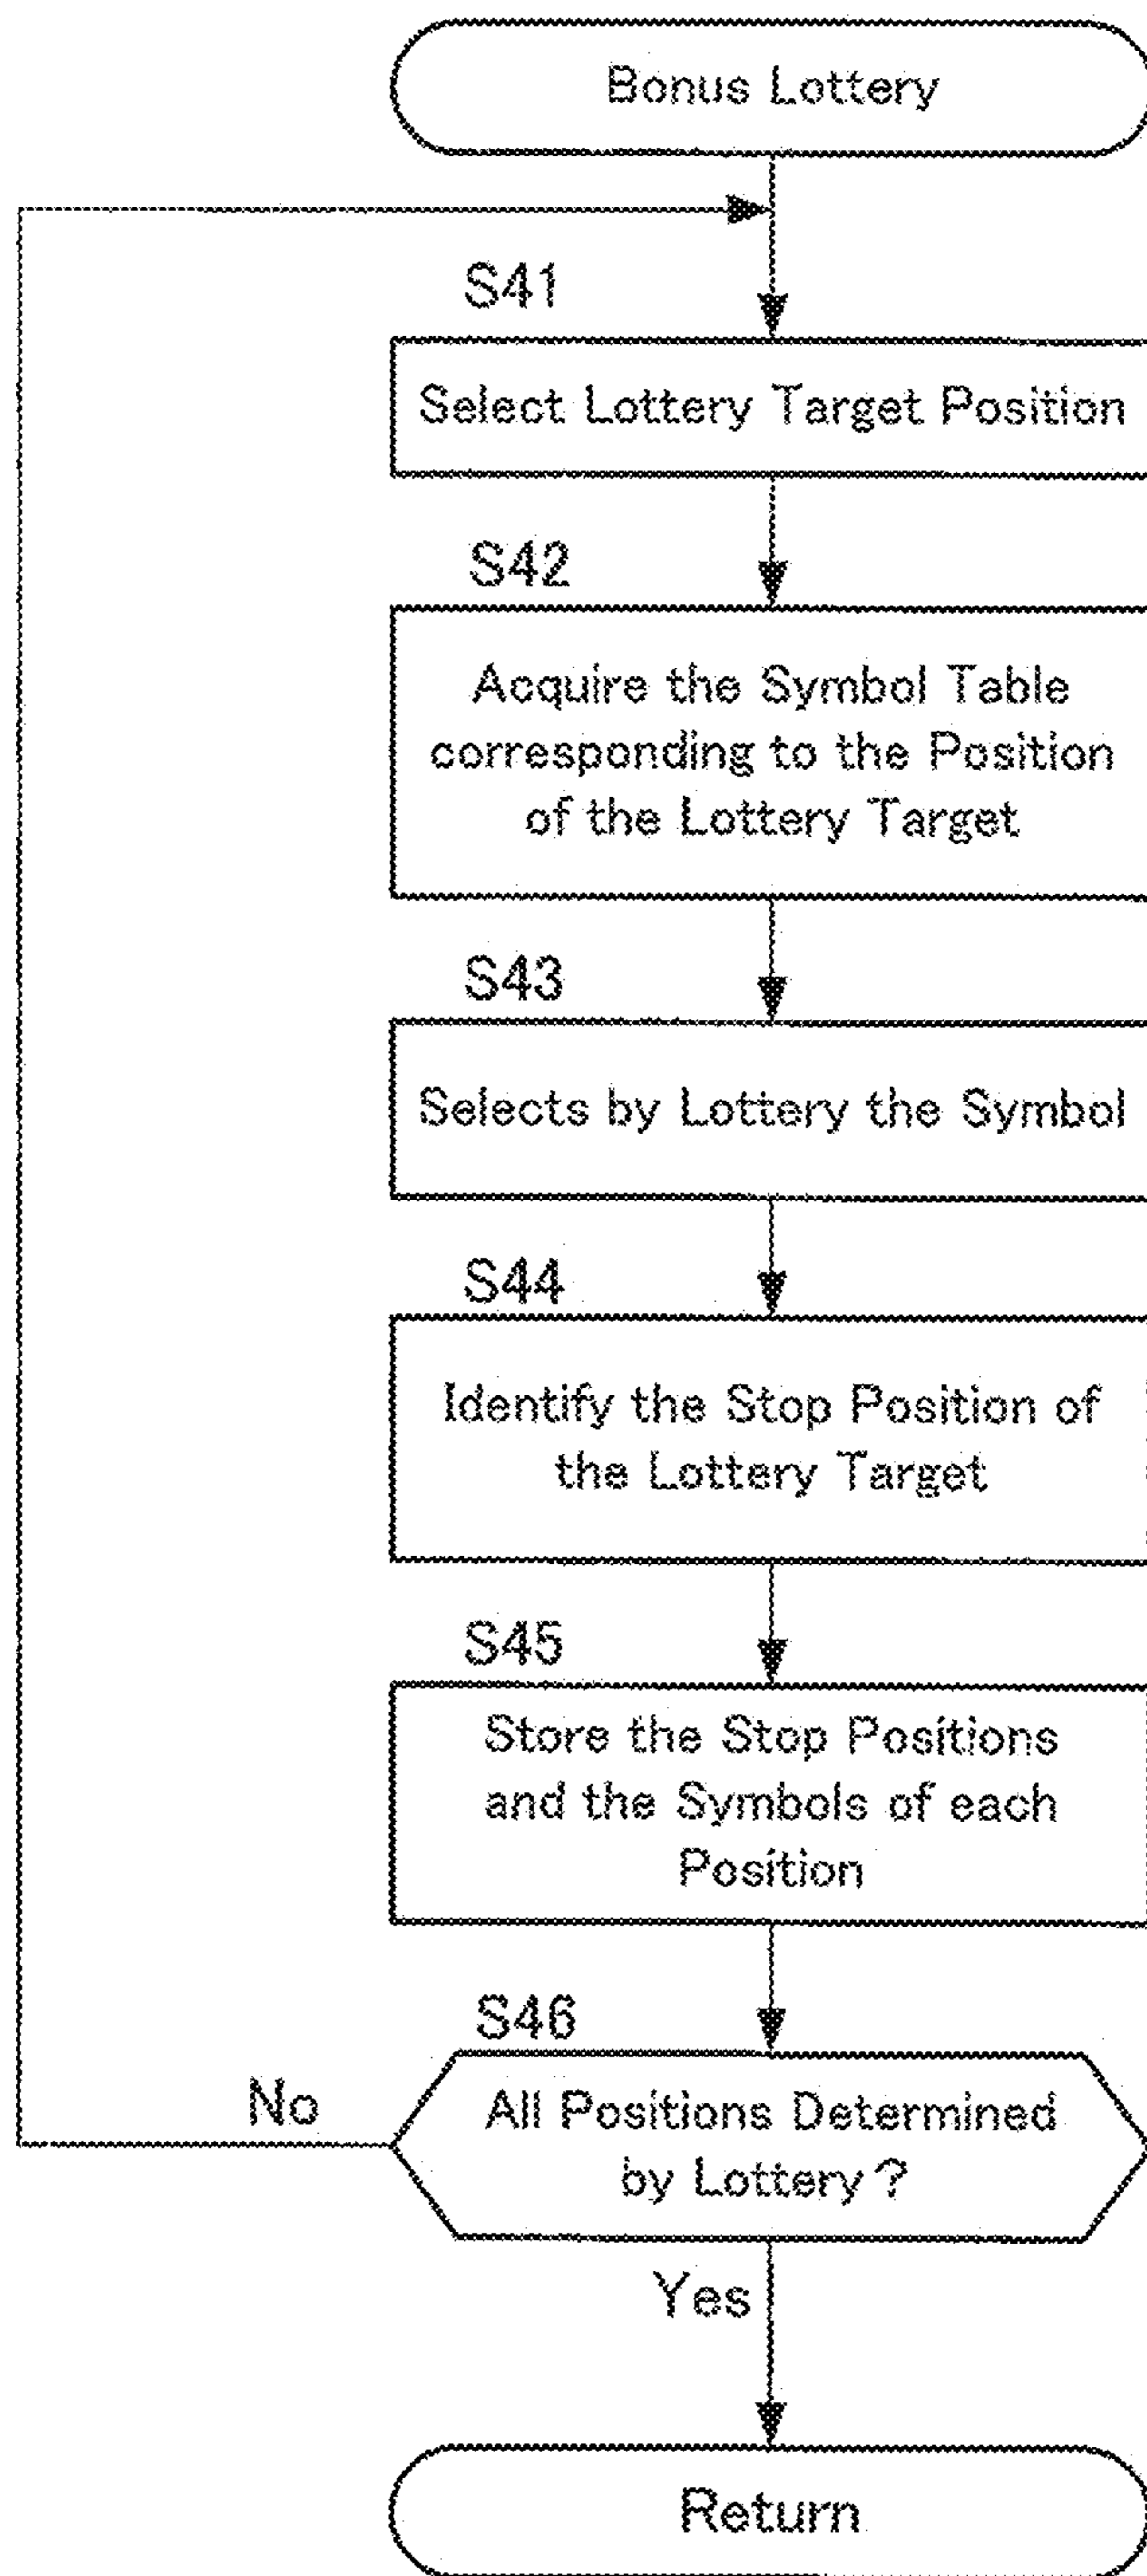 Bonus Lottery
S41
Select Lottery Target Position
S42
Acquire the Symbol Table
corresponding to the Position
of the Lottery Target
S43
Selects by Lottery the Symbol
S44
Identify the Stop Position of
the Lottery Target
S45
Store the Stop Positions
and the Symbols of each
Position
S46
No
All Positions Determined
by Lottery?
Yes
Return